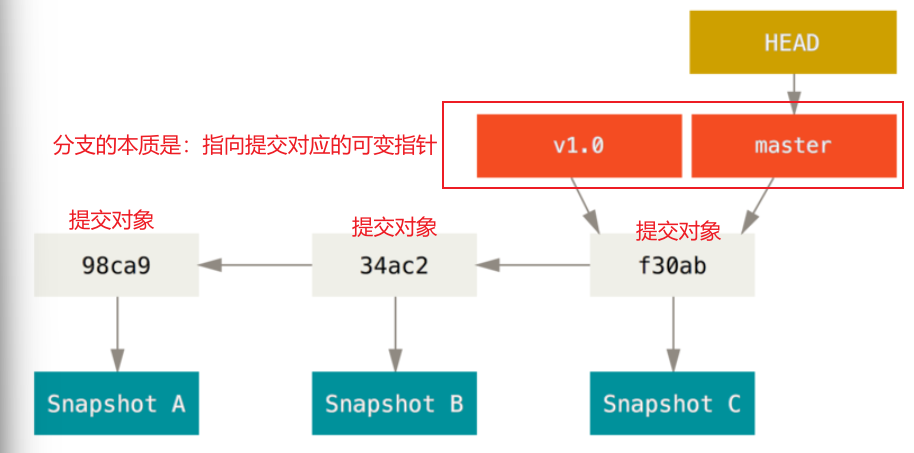 HEAD
分支的本质是：指向提交对应的可变指针
v1.0
master
提交对象
提交对象
提交对象
98ca9
34ac2
f30ab
Snapshot A
Snapshot B
Snapshot C